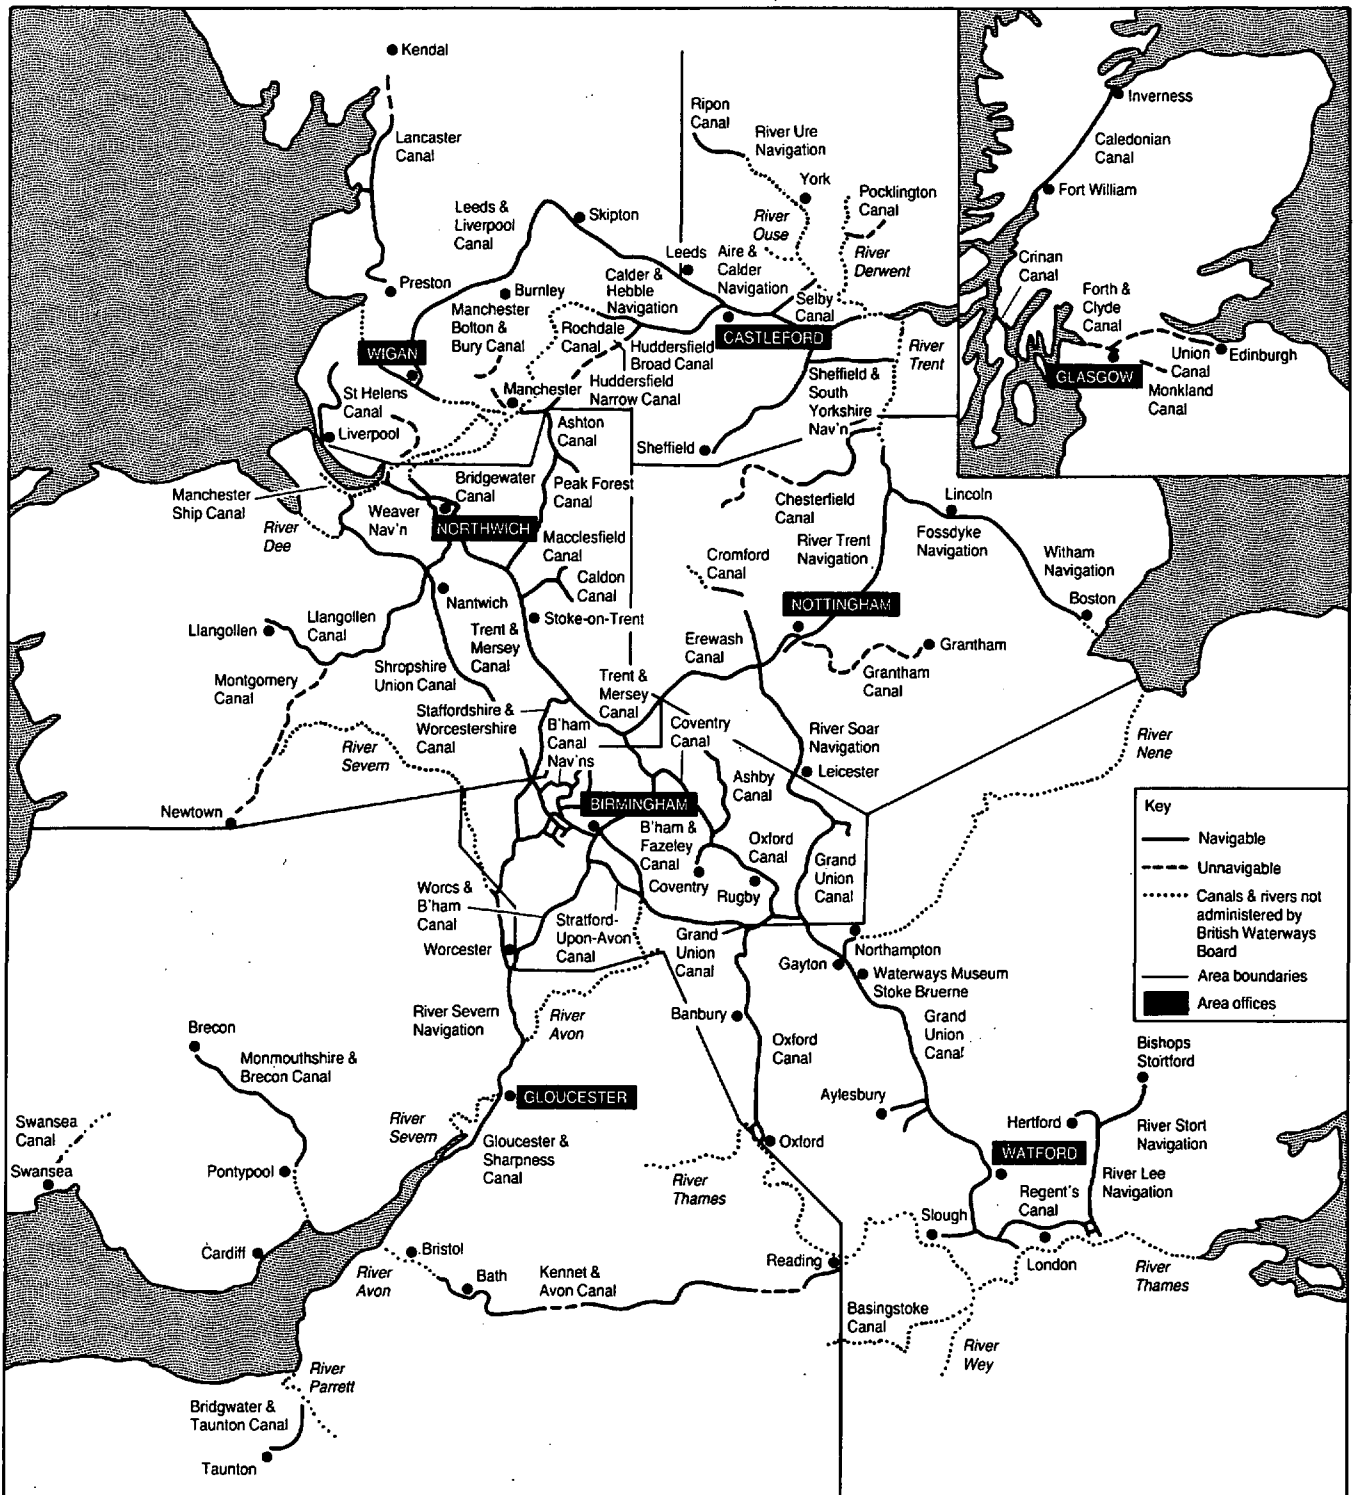 Kendal
Lancaster
Canal
Ripon
Canal
River Ure
Navigation
York
Pocklington
Canal
River
Ouse
River
Derwent
Leeds &
Liverpool
Canal
Skipton
Leeds
Aire &
Calder
Navigation
Selby
Canal
Calder &
Hebble
Navigation
Preston
Burnley
Manchester
Bolton &
Bury Canal
Rochdale
Canal
Huddersfield
Broad Canal
Huddersfield
Narrow Canal
CASTLEFORD
River
Trent
WIGAN
St Helens
Canal
Liverpool
Manchester
Ashton
Canal
Sheffield &
South
Yorkshire
Nav'n
Sheffield
Inverness
Caledonian
Canal
Fort William
Crinan
Canal
Forth &
Clyde
Canal
Union
Canal
Edinburgh
GLASGOW
Monkland
Canal
Manchester
Ship Canal
River
Dee
Weaver
Nav'n
Bridgewater
Canal
Peak Forest
Canal
NORTHWICH
Macclesfield
Canal
Caldon
Canal
Chesterfield
Canal
River Trent
Navigation
Lincoln
Fossdyke
Navigation
Witham
Navigation
Boston
Cromford
Canal
NOTTINGHAM
Nantwich
Stoke-on-Trent
Llangollen
Llangollen
Canal
Trent &
Mersey
Canal
Erewash
Canal
Grantham
Grantham
Canal
Montgomery
Canal
Shropshire
Union Canal
Trent &
Mersey
Canal
Staffordshire &
Worcestershire
Canal
B'ham
Canal
Nav'ns
Coventry
Canal
River Soar
Navigation
River
Nene
River
Severn
Ashby
Canal
Leicester
Newtown
BIRMINGHAM
B'ham &
Fazeley
Canal
Oxford
Canal
Grand
Union
Canal
Coventry
Rugby
Worcs &
B'ham
Canal
Stratford-
Upon-Avon
Canal
Worcester
Grand
Union
Canal
Northampton
Gayton
Waterways Museum
Stoke Bruerne
Key
Navigable
Unnavigable
Canals & rivers not
administered by
British Waterways
Board
Area boundaries
Area offices
River Severn
Navigation
River
Avon
Banbury
Oxford
Canal
Grand
Union
Canal
Bishops
Stortford
Brecon
Monmouthshire &
Brecon Canal
GLOUCESTER
Aylesbury
Hertford
River Stort
Navigation
Swansea
Canal
Swansea
River
Severn
Gloucester &
Sharpness
Canal
Oxford
WATFORD
Pontypool
River
Thames
River Lee
Navigation
Regent's
Canal
Slough
Cardiff
Bristol
River
Avon
Bath
Kennet &
Avon Canal
Reading
London
River
Thames
Basingstoke
Canal
River
Wey
River
Parrett
Bridgwater &
Taunton Canal
Taunton